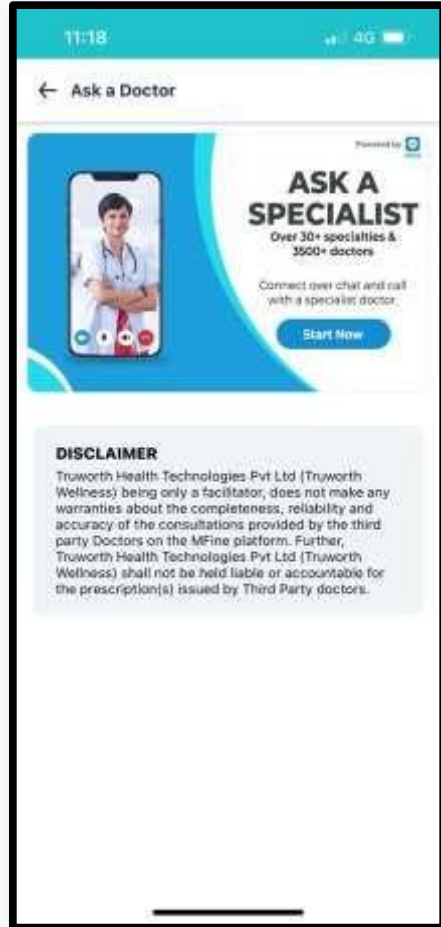 11:18
4G
← Ask a Doctor
Powered by
ASK A
SPECIALIST
Over 30+ specialties &
3500+ doctors
Connect over chat and call
with a specialist doctor.
Start Now
DISCLAIMER
Truworth Health Technologies Pvt Ltd (Truworth
Wellness) being only a facilitator, does not make any
warranties about the completeness, reliability and
accuracy of the consultations provided by the third
party Doctors on the MFine platform. Further,
Truworth Health Technologies Pvt Ltd (Truworth
Wellness) shall not be held liable or accountable for
the prescription(s) issued by Third Party doctors.